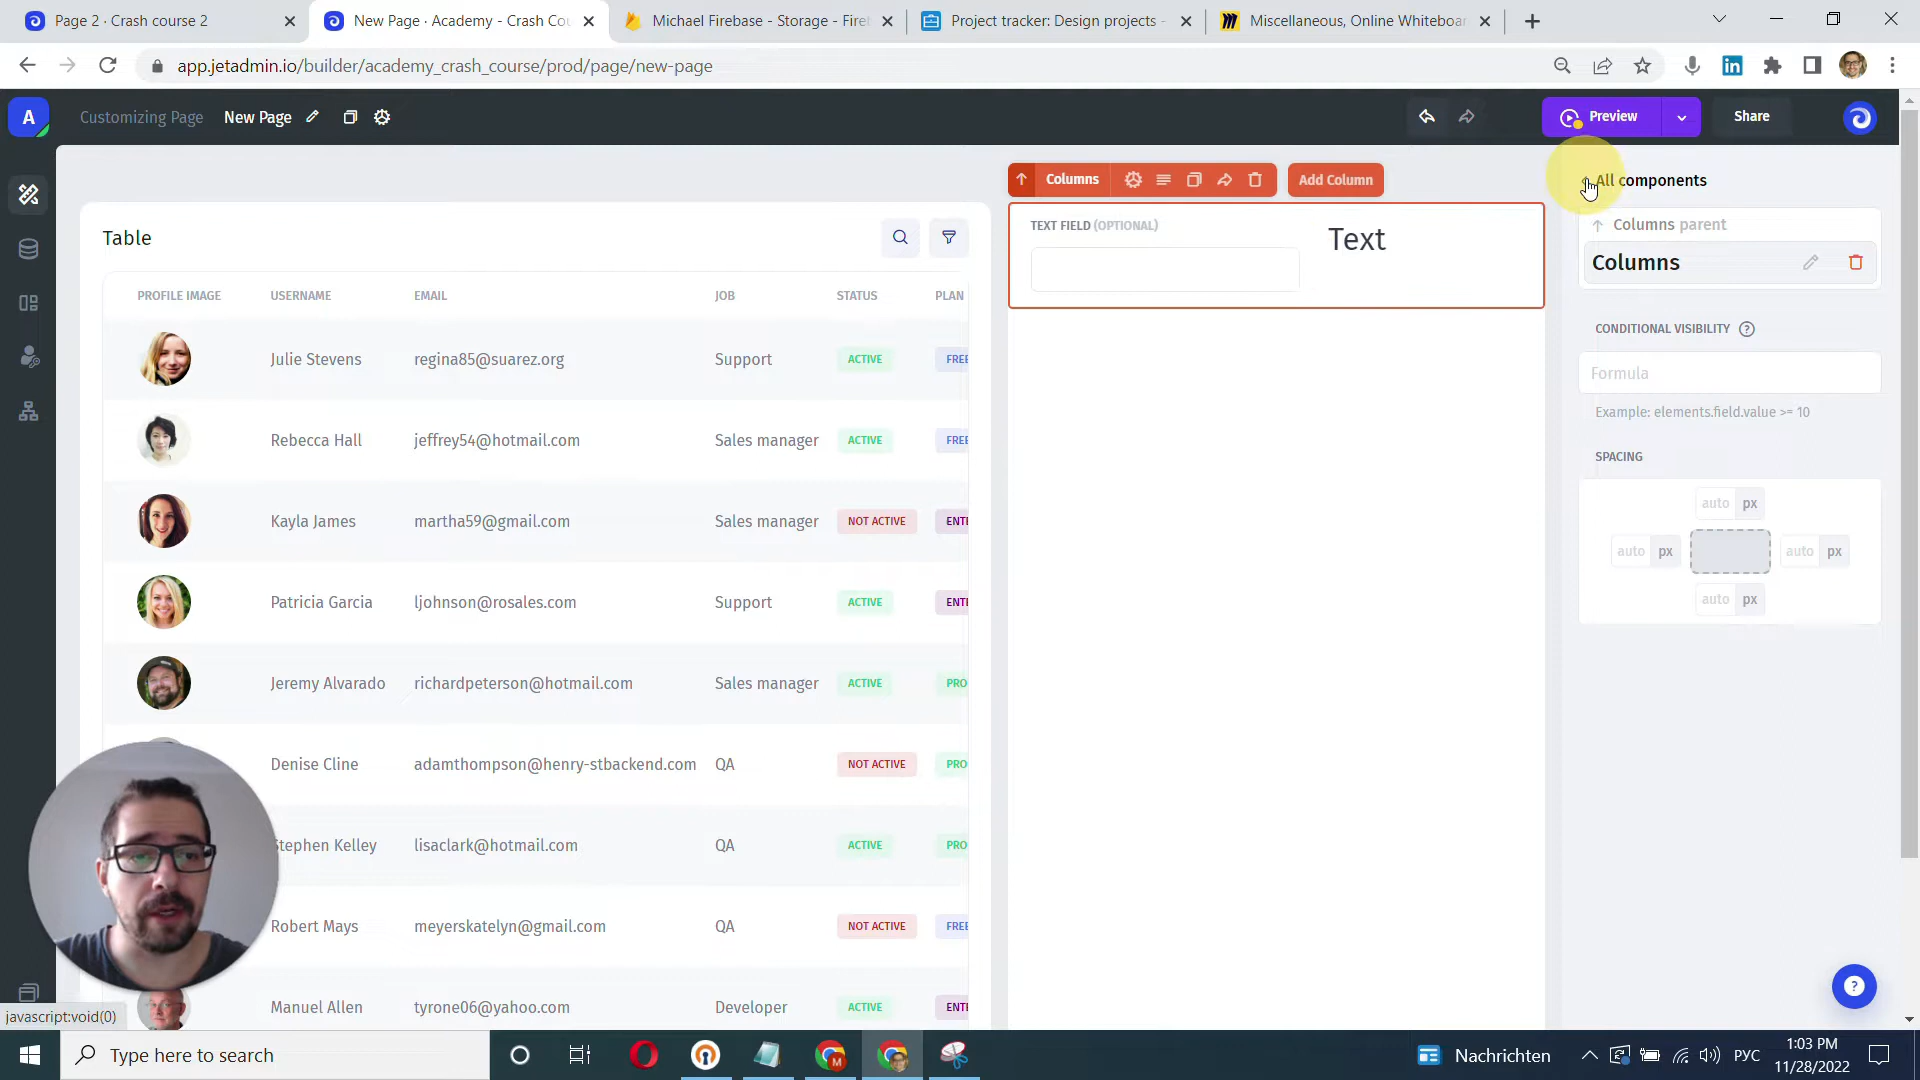 Page 2 · Crash course 2
New Page · Academy - Crash Cou
Michael Firebase - Storage - Fireb
Project tracker: Design projects -
Miscellaneous, Online Whiteboar
app.jetadmin.io/builder/academy_crash_course/prod/page/new-page
A
Customizing Page
New Page
Preview
Share
Columns
Add Column
All components
Table
TEXT FIELD (OPTIONAL)
Text
Columns parent
Columns
PROFILE IMAGE USERNAME EMAIL JOB STATUS PLAN
CONDITIONAL VISIBILITY ?
Formula
Example: elements.field.value >= 10
SPACING
auto px
auto px
auto px
auto px
Julie Stevens regina85@suarez.org Support ACTIVE FREE
Rebecca Hall jeffrey54@hotmail.com Sales manager ACTIVE FREE
Kayla James martha59@gmail.com Sales manager NOT ACTIVE ENTE
Patricia Garcia ljohnson@rosales.com Support ACTIVE ENTE
Jeremy Alvarado richardpeterson@hotmail.com Sales manager ACTIVE PRO
Denise Cline adamthompson@henry-stbackend.com QA NOT ACTIVE PRO
Stephen Kelley lisaclark@hotmail.com QA ACTIVE PRO
Robert Mays meyerskatelyn@gmail.com QA NOT ACTIVE FREE
Manuel Allen tyrone06@yahoo.com Developer ACTIVE ENTE
?
javascript:void(0)
Type here to search
Nachrichten
РУС
1:03 PM
11/28/2022